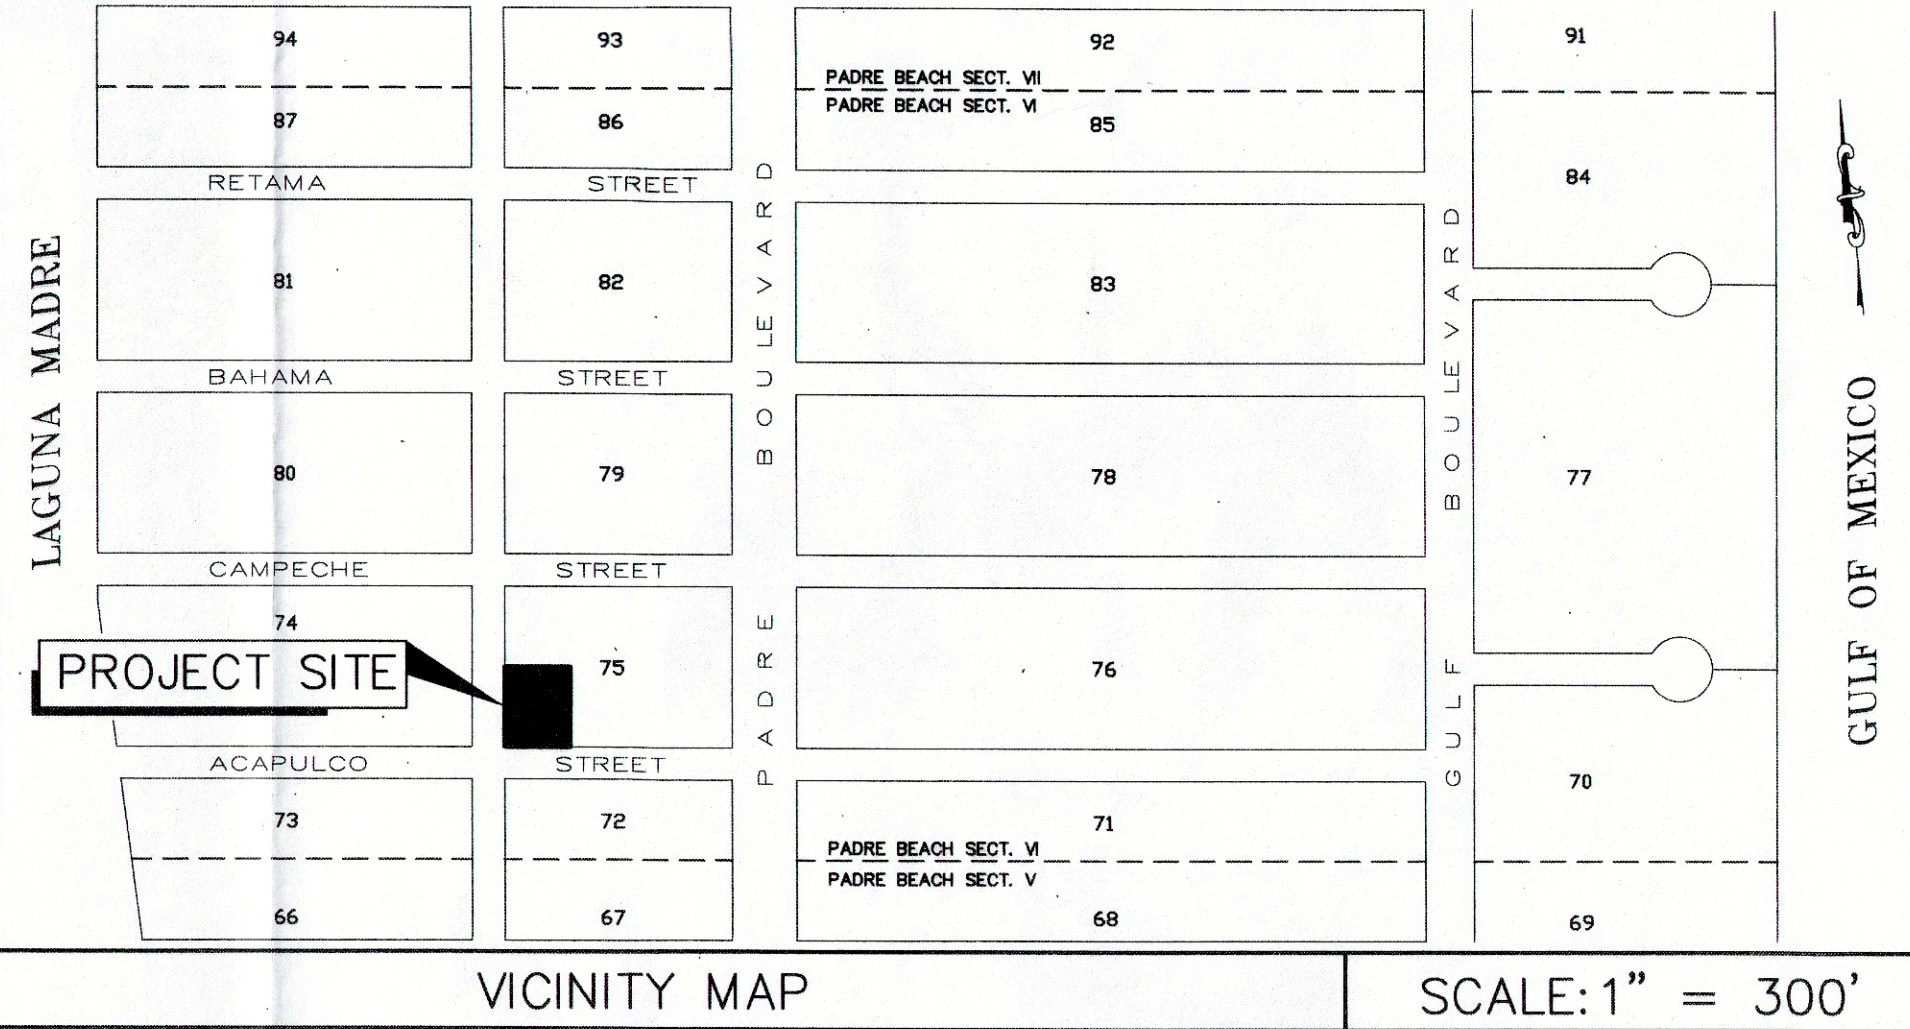 94
93
92
91
PADRE BEACH SECT. VII
PADRE BEACH SECT. VI
87
86
85
84
RETAMA STREET
81
82
83
BAHAMA STREET
80
79
78
77
CAMPECHE STREET
74
75
76
PROJECT SITE
ACAPULCO STREET
73
72
71
70
PADRE BEACH SECT. VI
PADRE BEACH SECT. V
66
67
68
69
LAGUNA MADRE
PADRE BOULEVARD
GULF BOULEVARD
GULF OF MEXICO
VICINITY MAP
SCALE: 1" = 300'